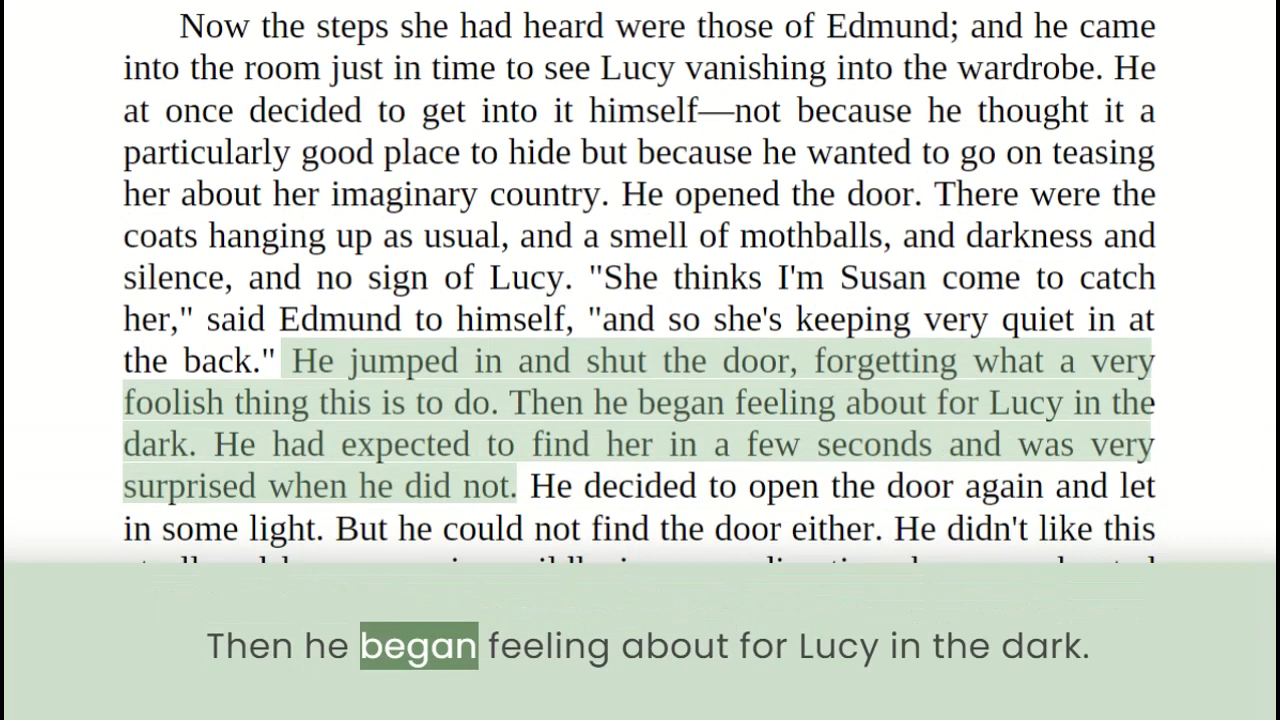 Now the steps she had heard were those of Edmund; and he came
into the room just in time to see Lucy vanishing into the wardrobe. He
at once decided to get into it himself—not because he thought it a
particularly good place to hide but because he wanted to go on teasing
her about her imaginary country. He opened the door. There were the
coats hanging up as usual, and a smell of mothballs, and darkness and
silence, and no sign of Lucy. "She thinks I'm Susan come to catch
her," said Edmund to himself, "and so she's keeping very quiet in at
the back." He jumped in and shut the door, forgetting what a very
foolish thing this is to do. Then he began feeling about for Lucy in the
dark. He had expected to find her in a few seconds and was very
surprised when he did not. He decided to open the door again and let
in some light. But he could not find the door either. He didn't like this
Then he began feeling about for Lucy in the dark.